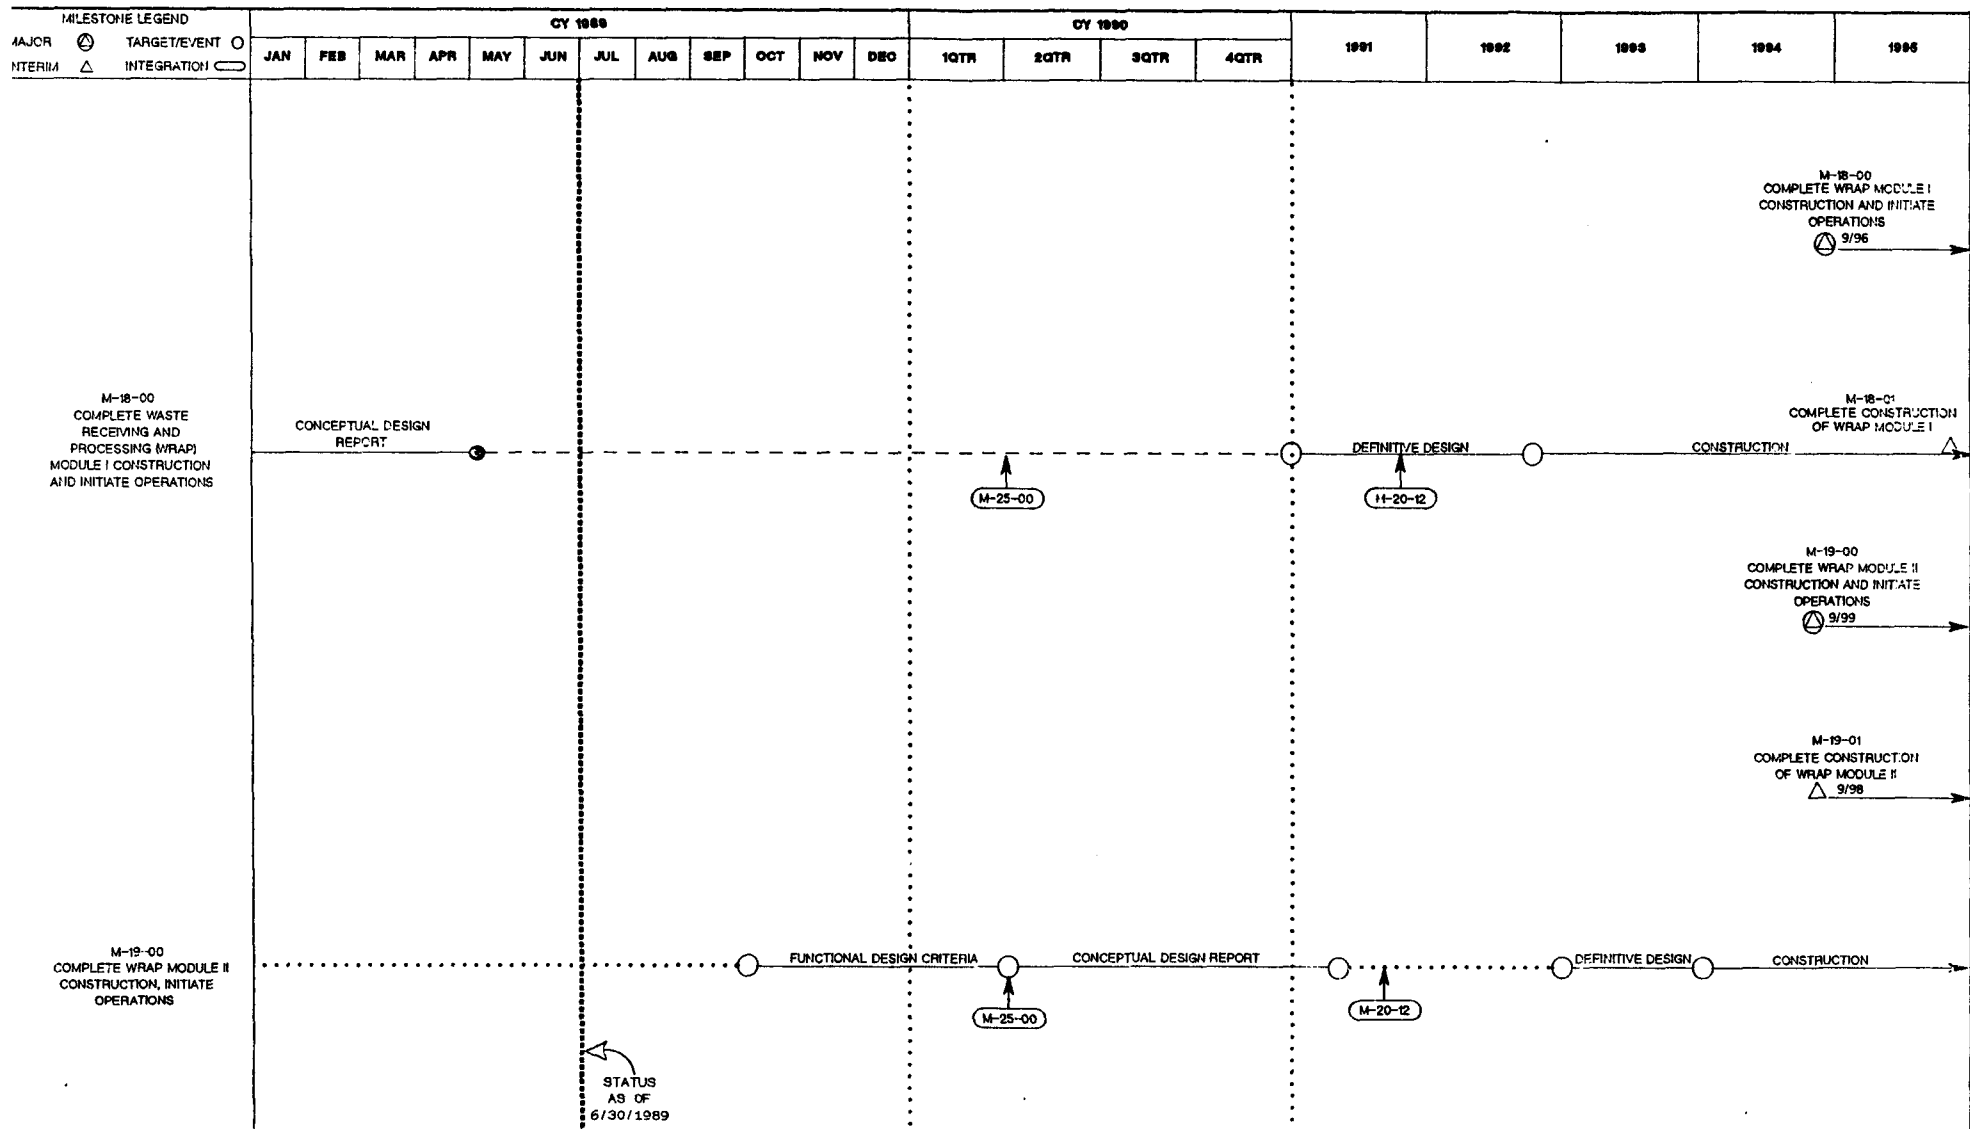 MILESTONE LEGEND
MAJOR TARGET/EVENT
INTERIM INTEGRATION
CY 1989
CY 1990
JAN FEB MAR APR MAY JUN JUL AUG SEP OCT NOV DEC 1QTR 2QTR 3QTR 4QTR 1991 1992 1993 1994 1995
M-18-00
COMPLETE WRAP MODULE I
CONSTRUCTION AND INITIATE
OPERATIONS
9/96
M-18-00
COMPLETE WASTE
RECEIVING AND
PROCESSING (WRAP)
MODULE I CONSTRUCTION
AND INITIATE OPERATIONS
CONCEPTUAL DESIGN
REPORT
DEFINITIVE DESIGN
CONSTRUCTION
M-18-01
COMPLETE CONSTRUCTION
OF WRAP MODULE I
M-25-00
M-20-12
M-19-00
COMPLETE WRAP MODULE II
CONSTRUCTION AND INITIATE
OPERATIONS
9/99
M-19-01
COMPLETE CONSTRUCTION
OF WRAP MODULE II
9/98
M-19-00
COMPLETE WRAP MODULE II
CONSTRUCTION, INITIATE
OPERATIONS
FUNCTIONAL DESIGN CRITERIA
CONCEPTUAL DESIGN REPORT
DEFINITIVE DESIGN
CONSTRUCTION
M-25-00
M-20-12
STATUS
AS OF
6/30/1989